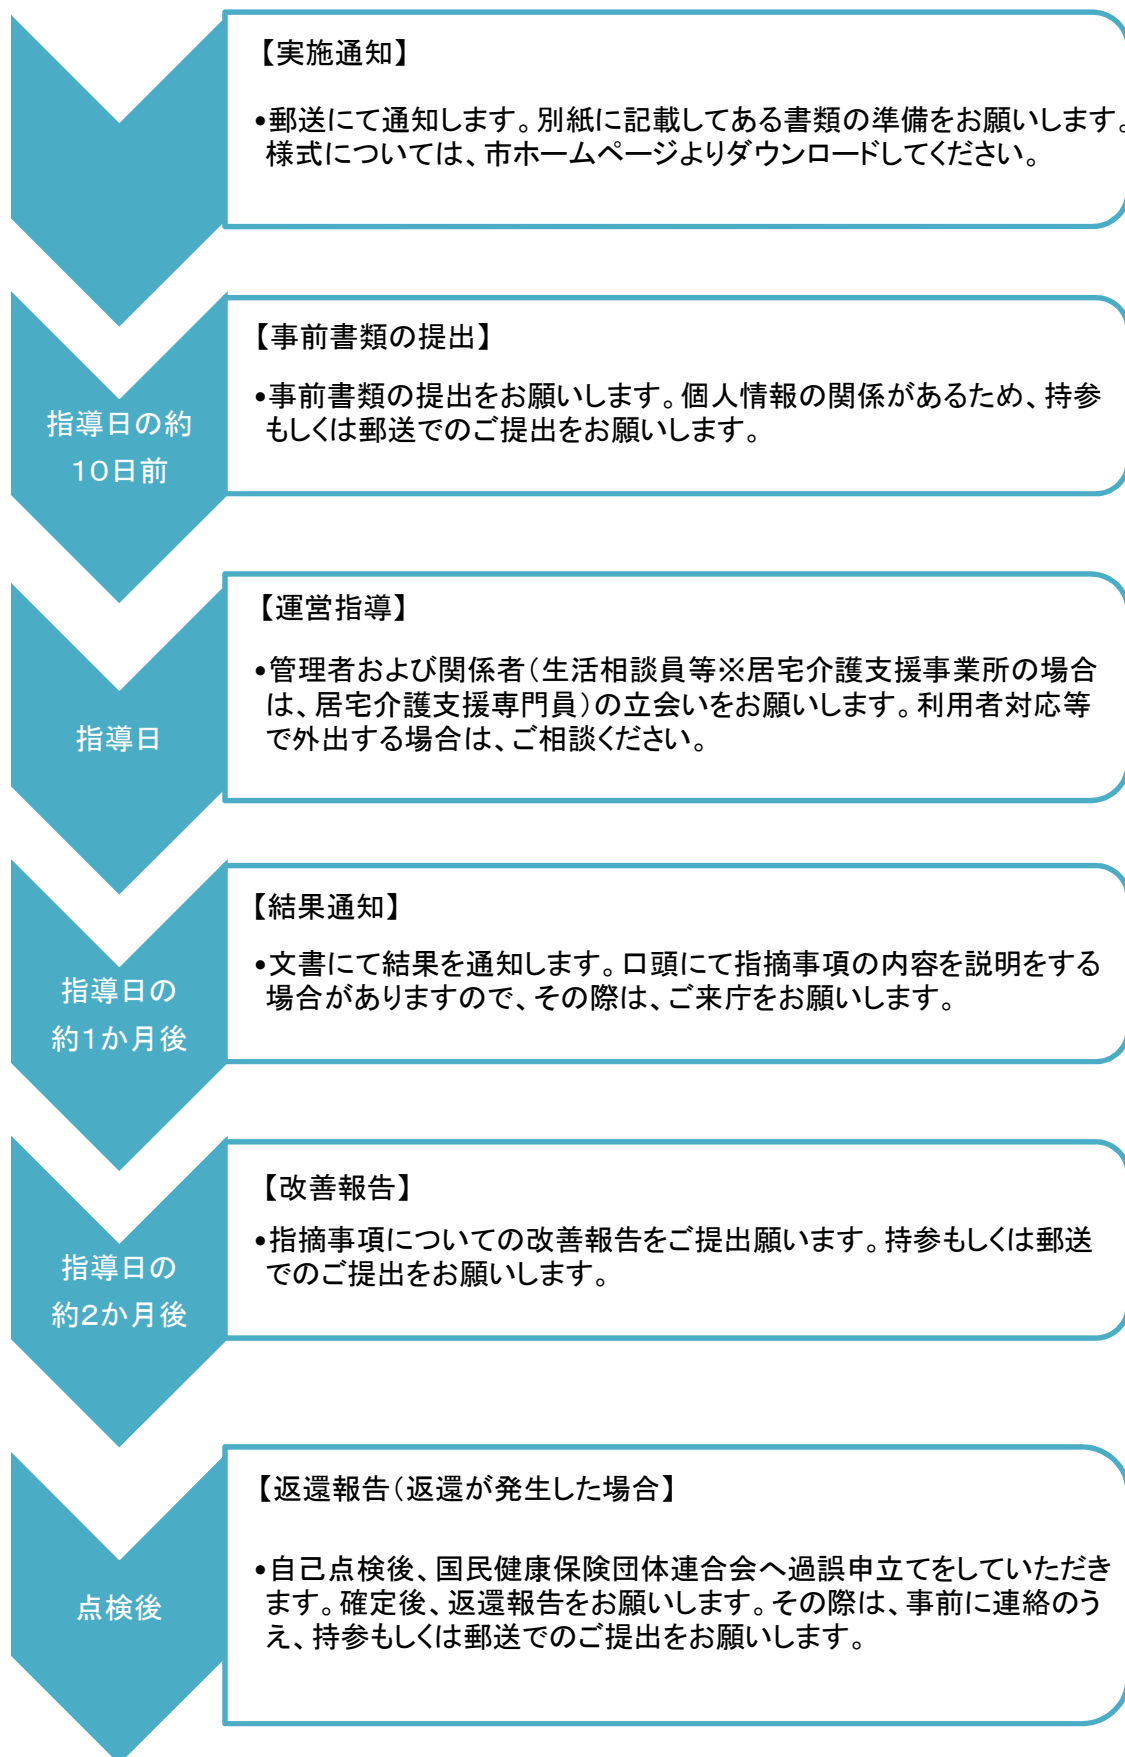 【実施通知】
•郵送にて通知します。別紙に記載してある書類の準備をお願いします。
様式については、市ホームページよりダウンロードしてください。
指導日の約
10日前
【事前書類の提出】
•事前書類の提出をお願いします。個人情報の関係があるため、持参
もしくは郵送でのご提出をお願いします。
指導日
【運営指導】
•管理者および関係者（生活相談員等※居宅介護支援事業所の場合
は、居宅介護支援専門員）の立会いをお願いします。利用者対応等
で外出する場合は、ご相談ください。
指導日の
約1か月後
【結果通知】
•文書にて結果を通知します。口頭にて指摘事項の内容を説明をする
場合がありますので、その際は、ご来庁をお願いします。
指導日の
約2か月後
【改善報告】
•指摘事項についての改善報告をご提出願います。持参もしくは郵送
でのご提出をお願いします。
点検後
【返還報告（返還が発生した場合】
•自己点検後、国民健康保険団体連合会へ過誤申立てをしていただき
ます。確定後、返還報告をお願いします。その際は、事前に連絡のう
え、持参もしくは郵送でのご提出をお願いします。